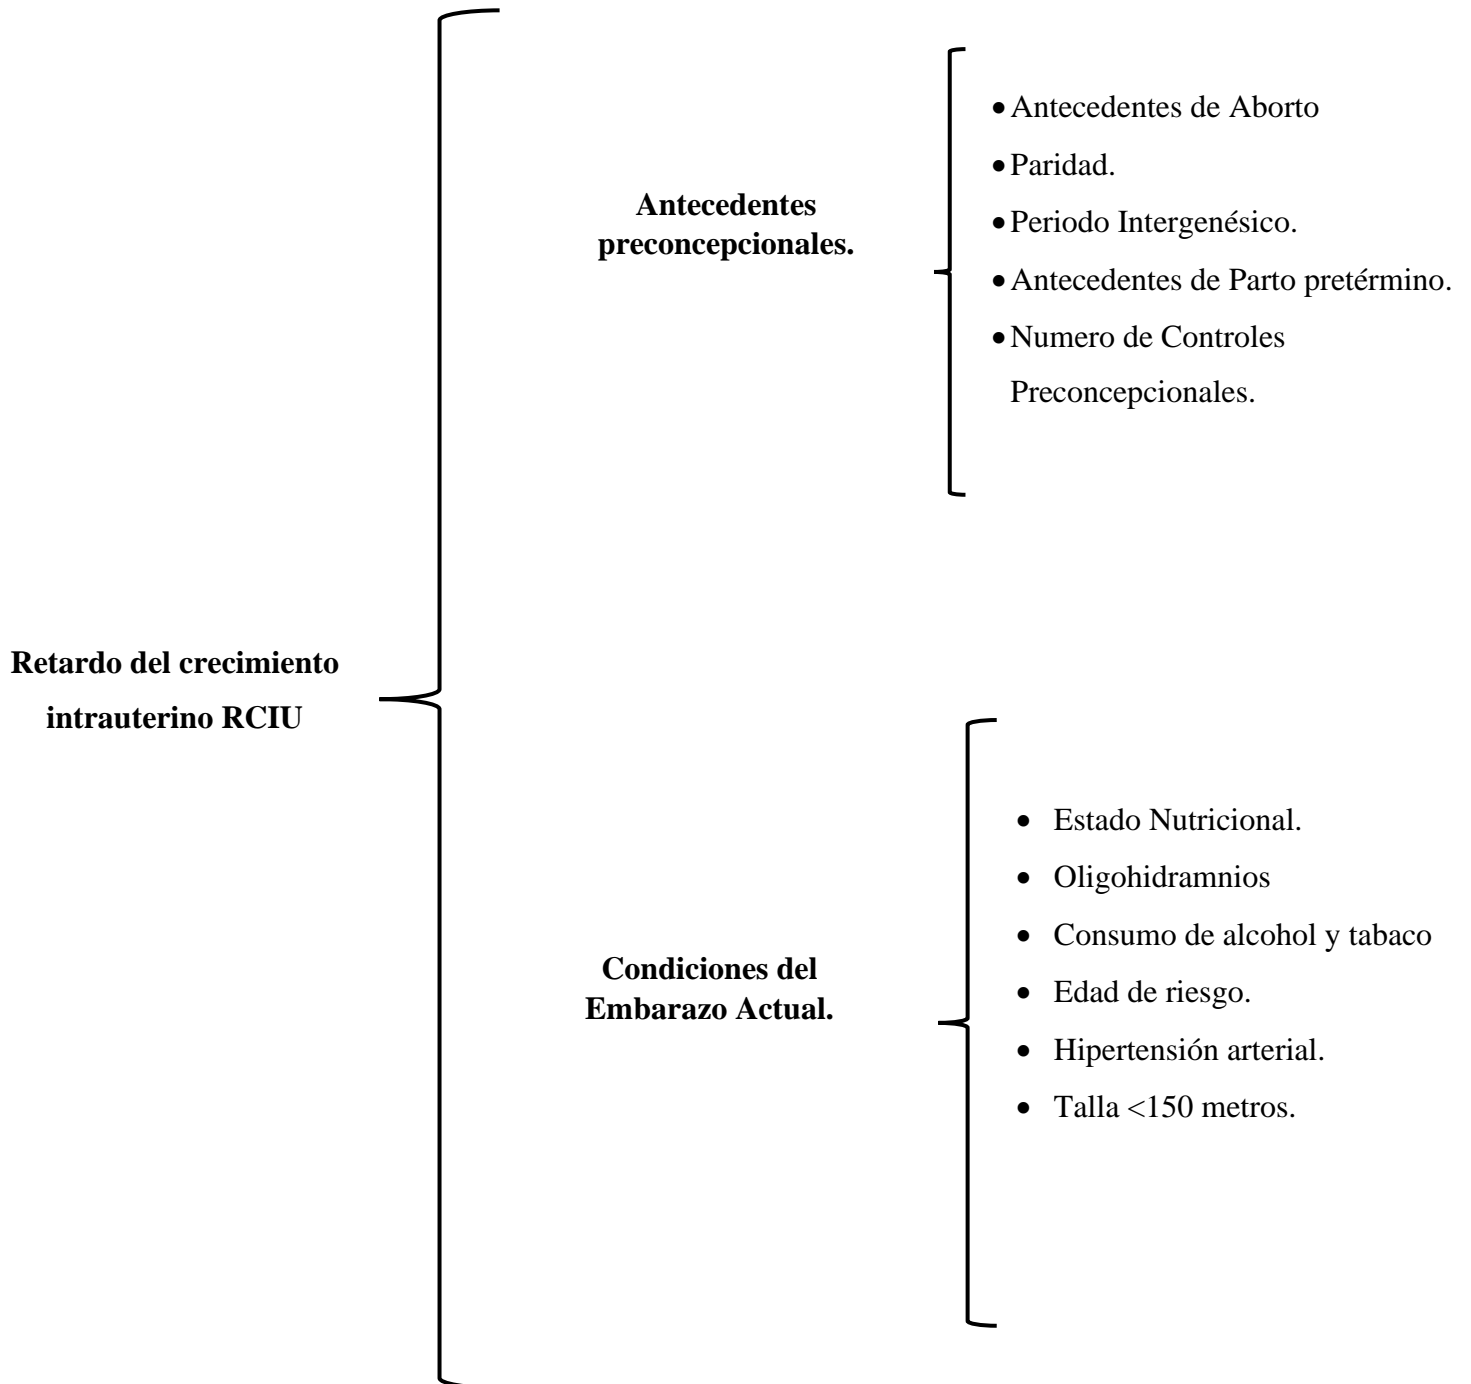 Retardo del crecimiento
intrauterino RCIU
Antecedentes
preconcepcionales.
• Antecedentes de Aborto
• Paridad.
• Periodo Intergenésico.
• Antecedentes de Parto pretérmino.
• Numero de Controles
Preconcepcionales.
Condiciones del
Embarazo Actual.
• Estado Nutricional.
• Oligohidramnios
• Consumo de alcohol y tabaco
• Edad de riesgo.
• Hipertensión arterial.
• Talla <150 metros.